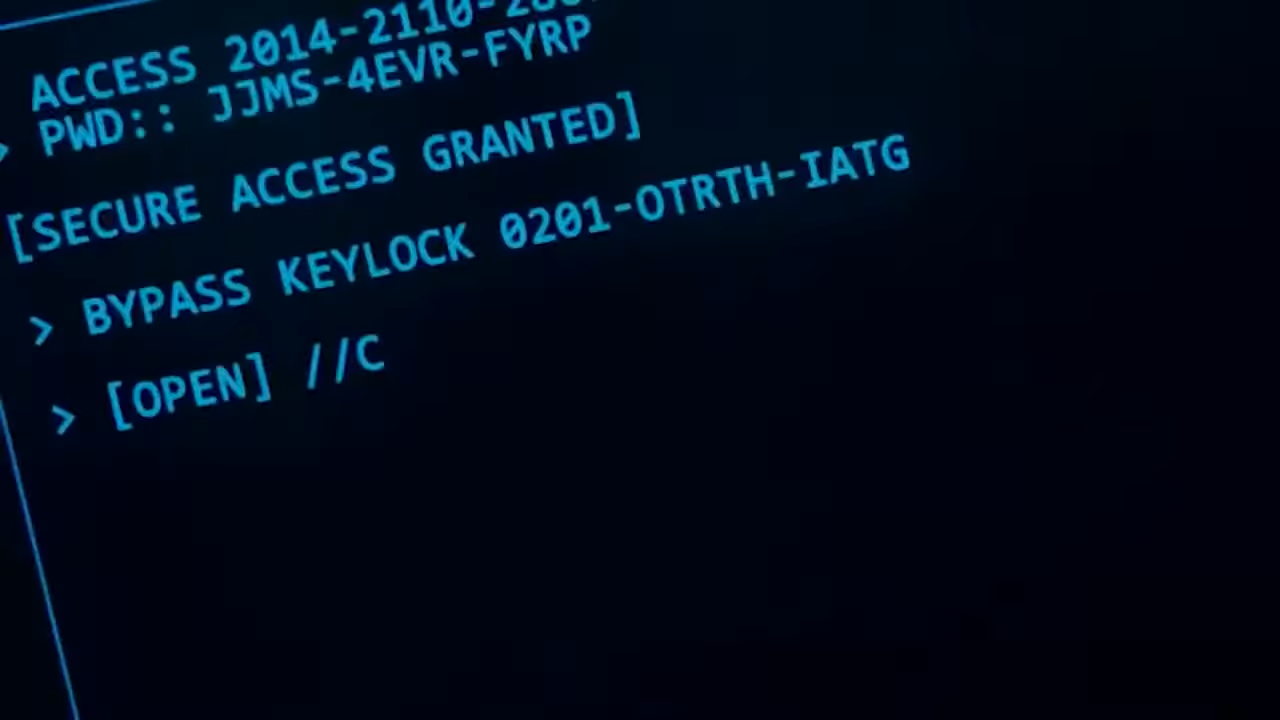 ACCESS 2014-2110-
> PWD:: JJMS-4EVR-FYRP
[SECURE ACCESS GRANTED]
> BYPASS KEYLOCK 0201-OTRTH-IATG
> [OPEN] //C